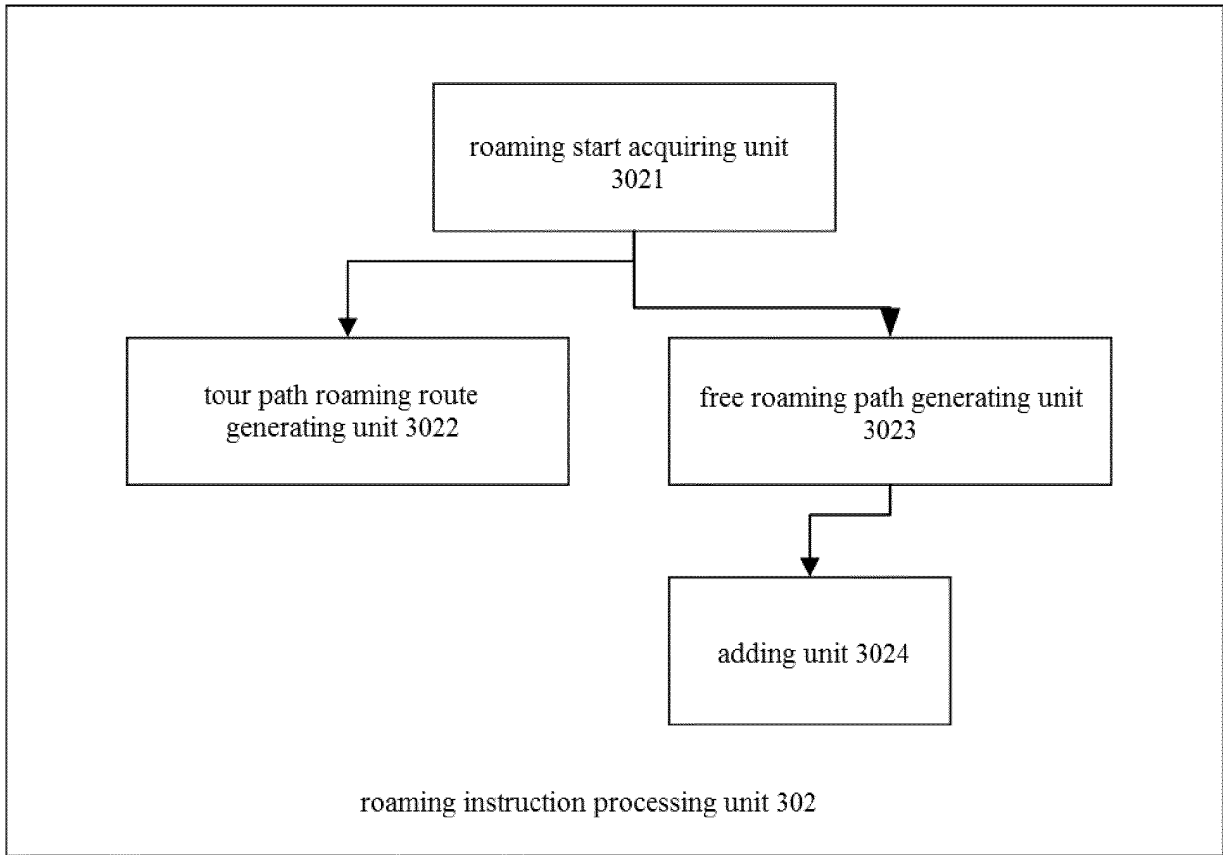 roaming start acquiring unit
3021
tour path roaming route
generating unit 3022
free roaming path generating unit
3023
adding unit 3024
roaming instruction processing unit 302